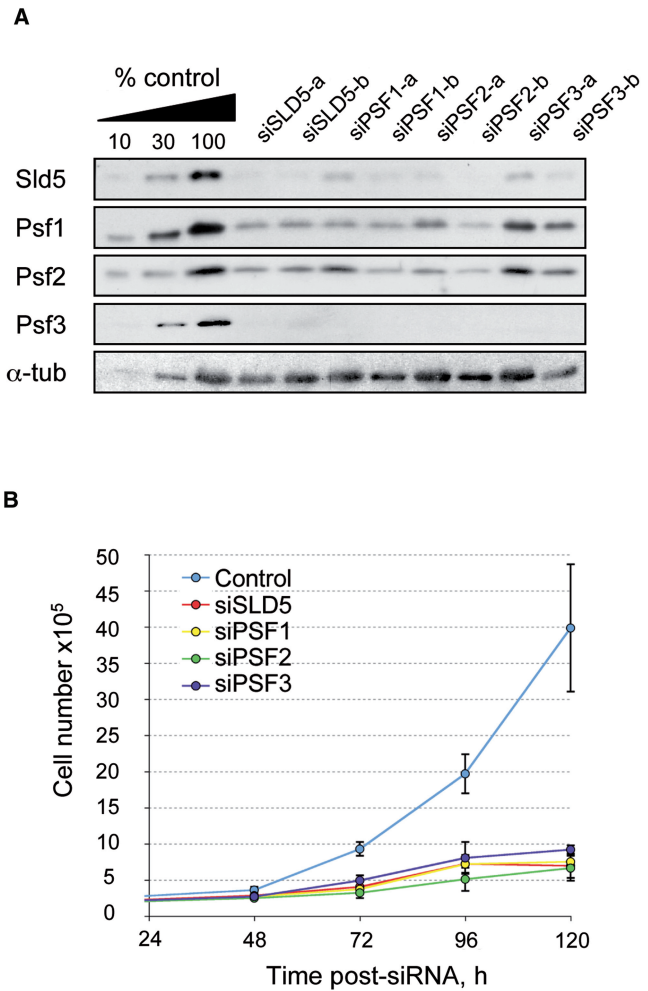 A
% control
10 30 100 siSLD5-a siSLD5-b siPSF1-a siPSF1-b siPSF2-a siPSF2-b siPSF3-a siPSF3-b
Sld5
Psf1
Psf2
Psf3
α-tub
B
Cell number x10⁵
50
45
40
35
30
25
20
15
10
5
0
Control
siSLD5
siPSF1
siPSF2
siPSF3
24 48 72 96 120
Time post-siRNA, h